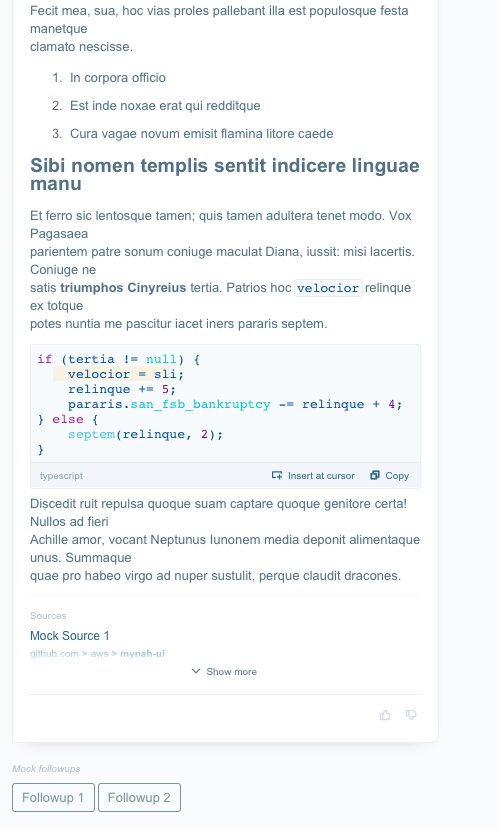 Fecit mea, sua, hoc vias proles pallebant illa est populosque festa
manetque
clamato nescisse.
1. In corpora officio
2. Est inde noxae erat qui redditque
3. Cura vagae novum emisit flamina litore caede
Sibi nomen templis sentit indicere linguae
manu
Et ferro sic lentosque tamen; quis tamen adultera tenet modo. Vox
Pagasaea
parientem patre sonum coniuge maculat Diana, iussit: misi lacertis.
Coniuge ne
satis triumphos Cinyreius tertia. Patrios hoc velocior relinque
ex totque
potes nuntia me pascitur iacet iners pararis septem.
if (tertia != null) {
    velocior = sli;
    relinque += 5;
    pararis.san_fsb_bankruptcy -= relinque + 4;
} else {
    septem(relinque, 2);
}
typescript Insert at cursor Copy
Discedit ruit repulsa quoque suam captare quoque genitore certa!
Nullos ad fieri
Achille amor, vocant Neptunus Iunonem media deponit alimentaque
unus. Summaque
quae pro habeo virgo ad nuper sustulit, perque claudit dracones.
Sources
Mock Source 1
github.com > aws > mynah-ui
Show more
Mock followups
Followup 1 Followup 2